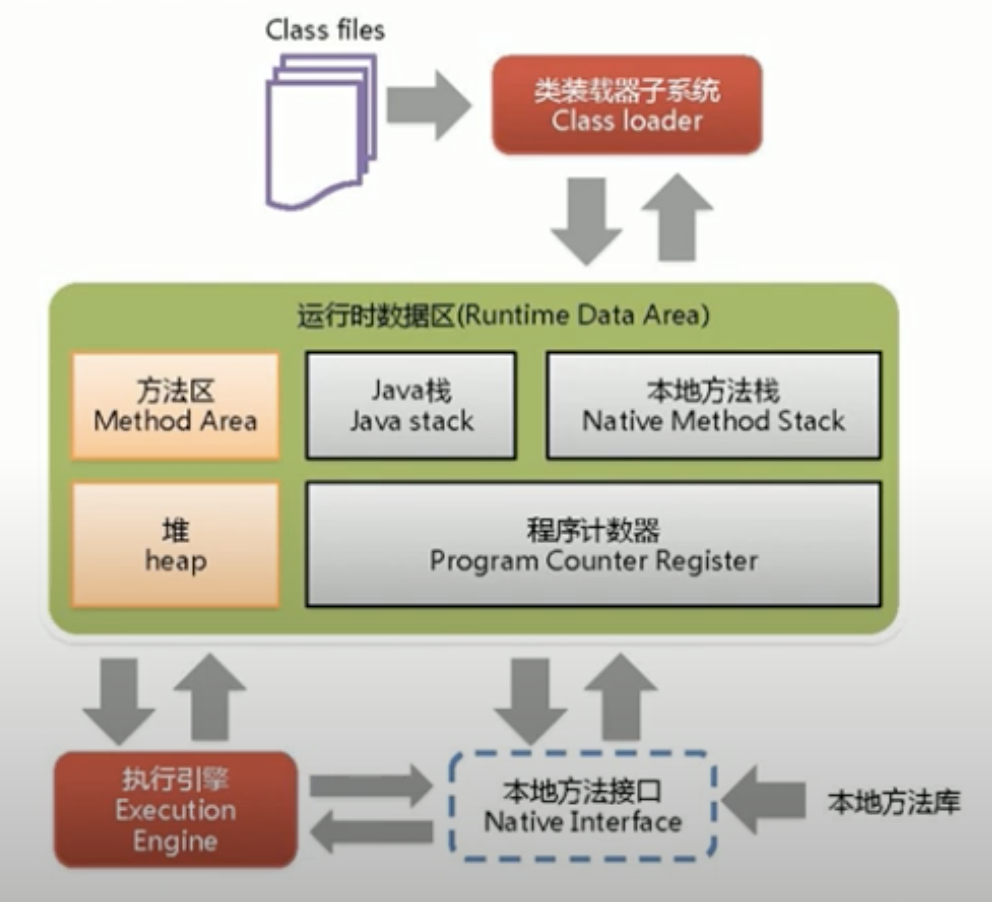 Class files
类装载器子系统
Class loader
运行时数据区(Runtime Data Area)
方法区
Method Area
Java栈
Java stack
本地方法栈
Native Method Stack
堆
heap
程序计数器
Program Counter Register
执行引擎
Execution
Engine
本地方法接口
Native Interface
本地方法库